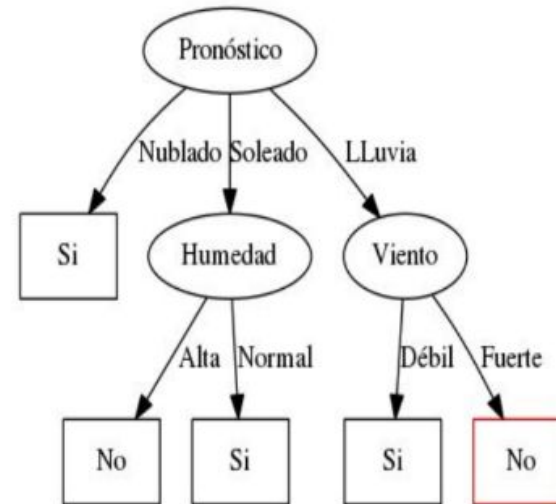 Pronóstico
Nublado Soleado LLuvia
Si Humedad Viento
Alta Normal Débil Fuerte
No Si Si No